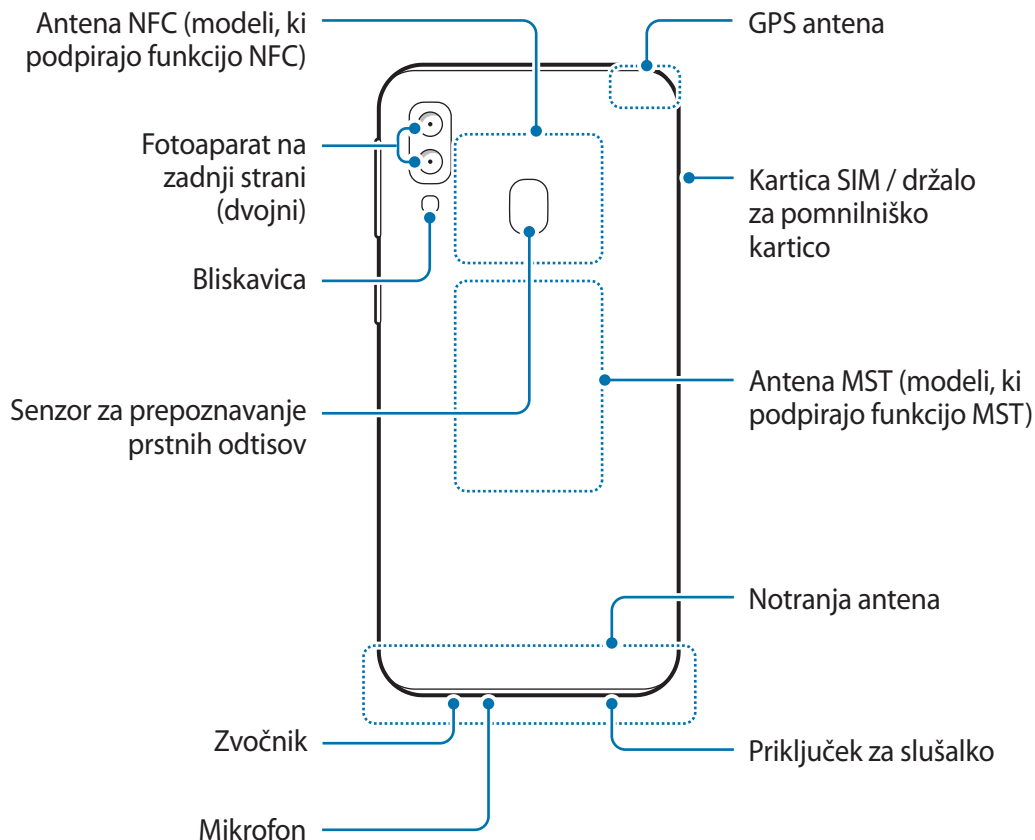 Antena NFC (modeli, ki
podpirajo funkcijo NFC)
GPS antena
Fotoaparat na
zadnji strani
(dvojni)
Kartica SIM / držalo
za pomnilniško
kartico
Bliskavica
Antena MST (modeli, ki
podpirajo funkcijo MST)
Senzor za prepoznavanje
prstnih odtisov
Notranja antena
Zvočnik
Priključek za slušalko
Mikrofon